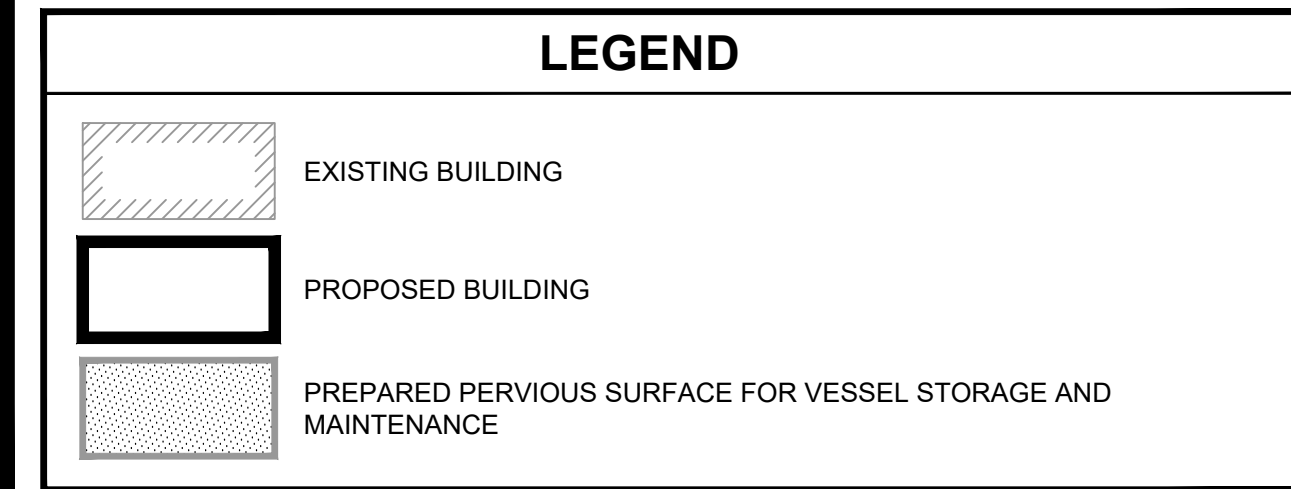 LEGEND
EXISTING BUILDING
PROPOSED BUILDING
PREPARED PERVIOUS SURFACE FOR VESSEL STORAGE AND
MAINTENANCE